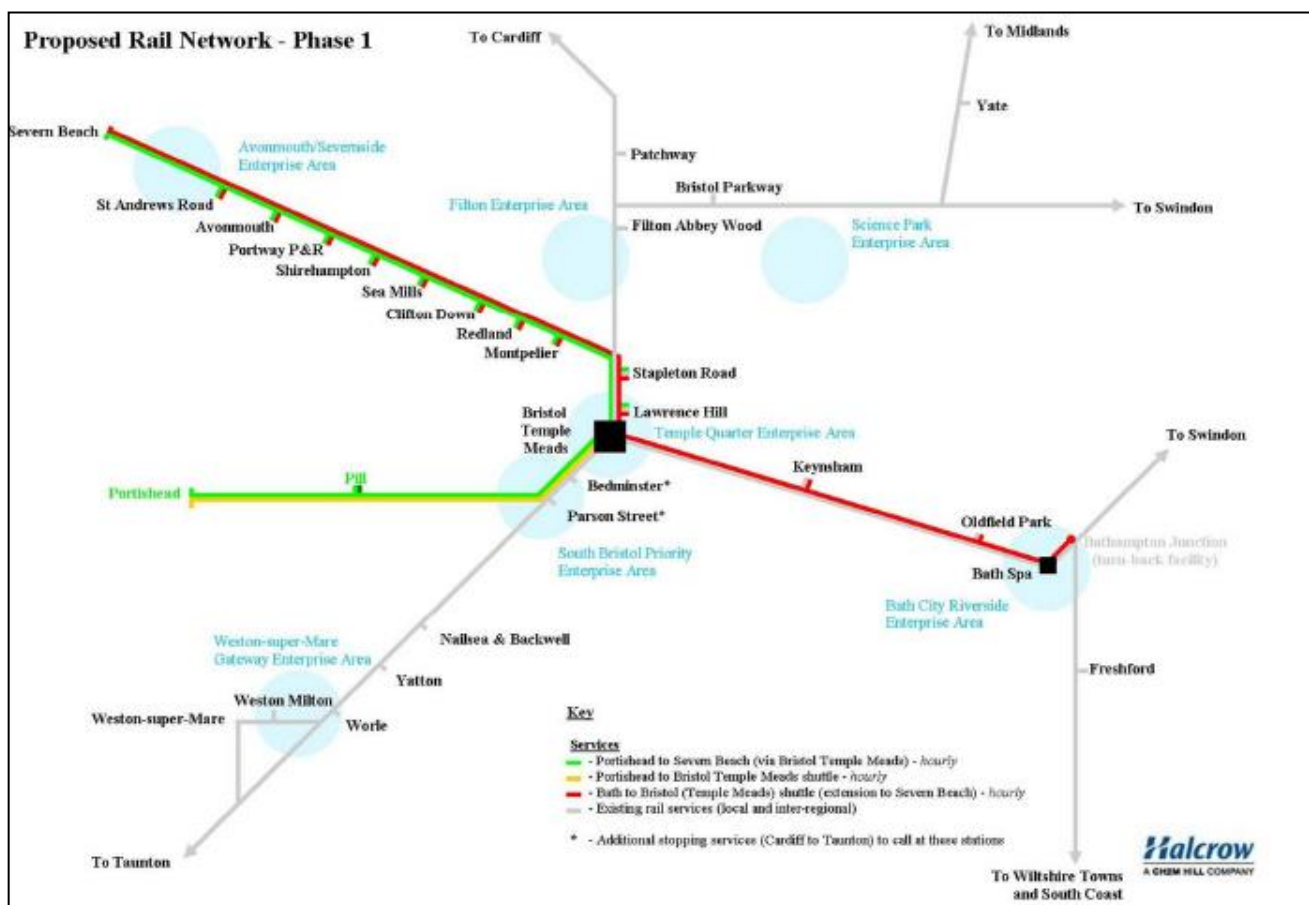 Proposed Rail Network - Phase 1
To Cardiff
To Midlands
Yate
Severn Beach
Avonmouth/Severnside
Enterprise Area
Patchway
Bristol Parkway
St Andrews Road
Filton Enterprise Area
To Swindon
Avonmouth
Filton Abbey Wood
Science Park
Enterprise Area
Portway P&R
Shirehampton
Sea Mills
Clifton Down
Redland
Montpelier
Stapleton Road
Bristol
Temple
Meads
Lawrence Hill
Temple Quarter Enterprise Area
To Swindon
Keynsham
Pill
Portishead
Bedminster*
Parson Street*
Oldfield Park
Bathampton Junction
(turn-back facility)
South Bristol Priority
Enterprise Area
Bath Spa
Bath City Riverside
Enterprise Area
Nailsea & Backwell
Weston-super-Mare
Gateway Enterprise Area
Yatton
Freshford
Weston Milton
Weston-super-Mare
Worle
Key
Services
- Portishead to Severn Beach (via Bristol Temple Meads) - hourly
- Portishead to Bristol Temple Meads shuttle - hourly
- Bath to Bristol (Temple Meads) shuttle (extension to Severn Beach) - hourly
- Existing rail services (local and inter-regional)
* - Additional stopping services (Cardiff to Taunton) to call at these stations
To Taunton
To Wiltshire Towns
and South Coast
Halcrow
A CH2M HILL COMPANY